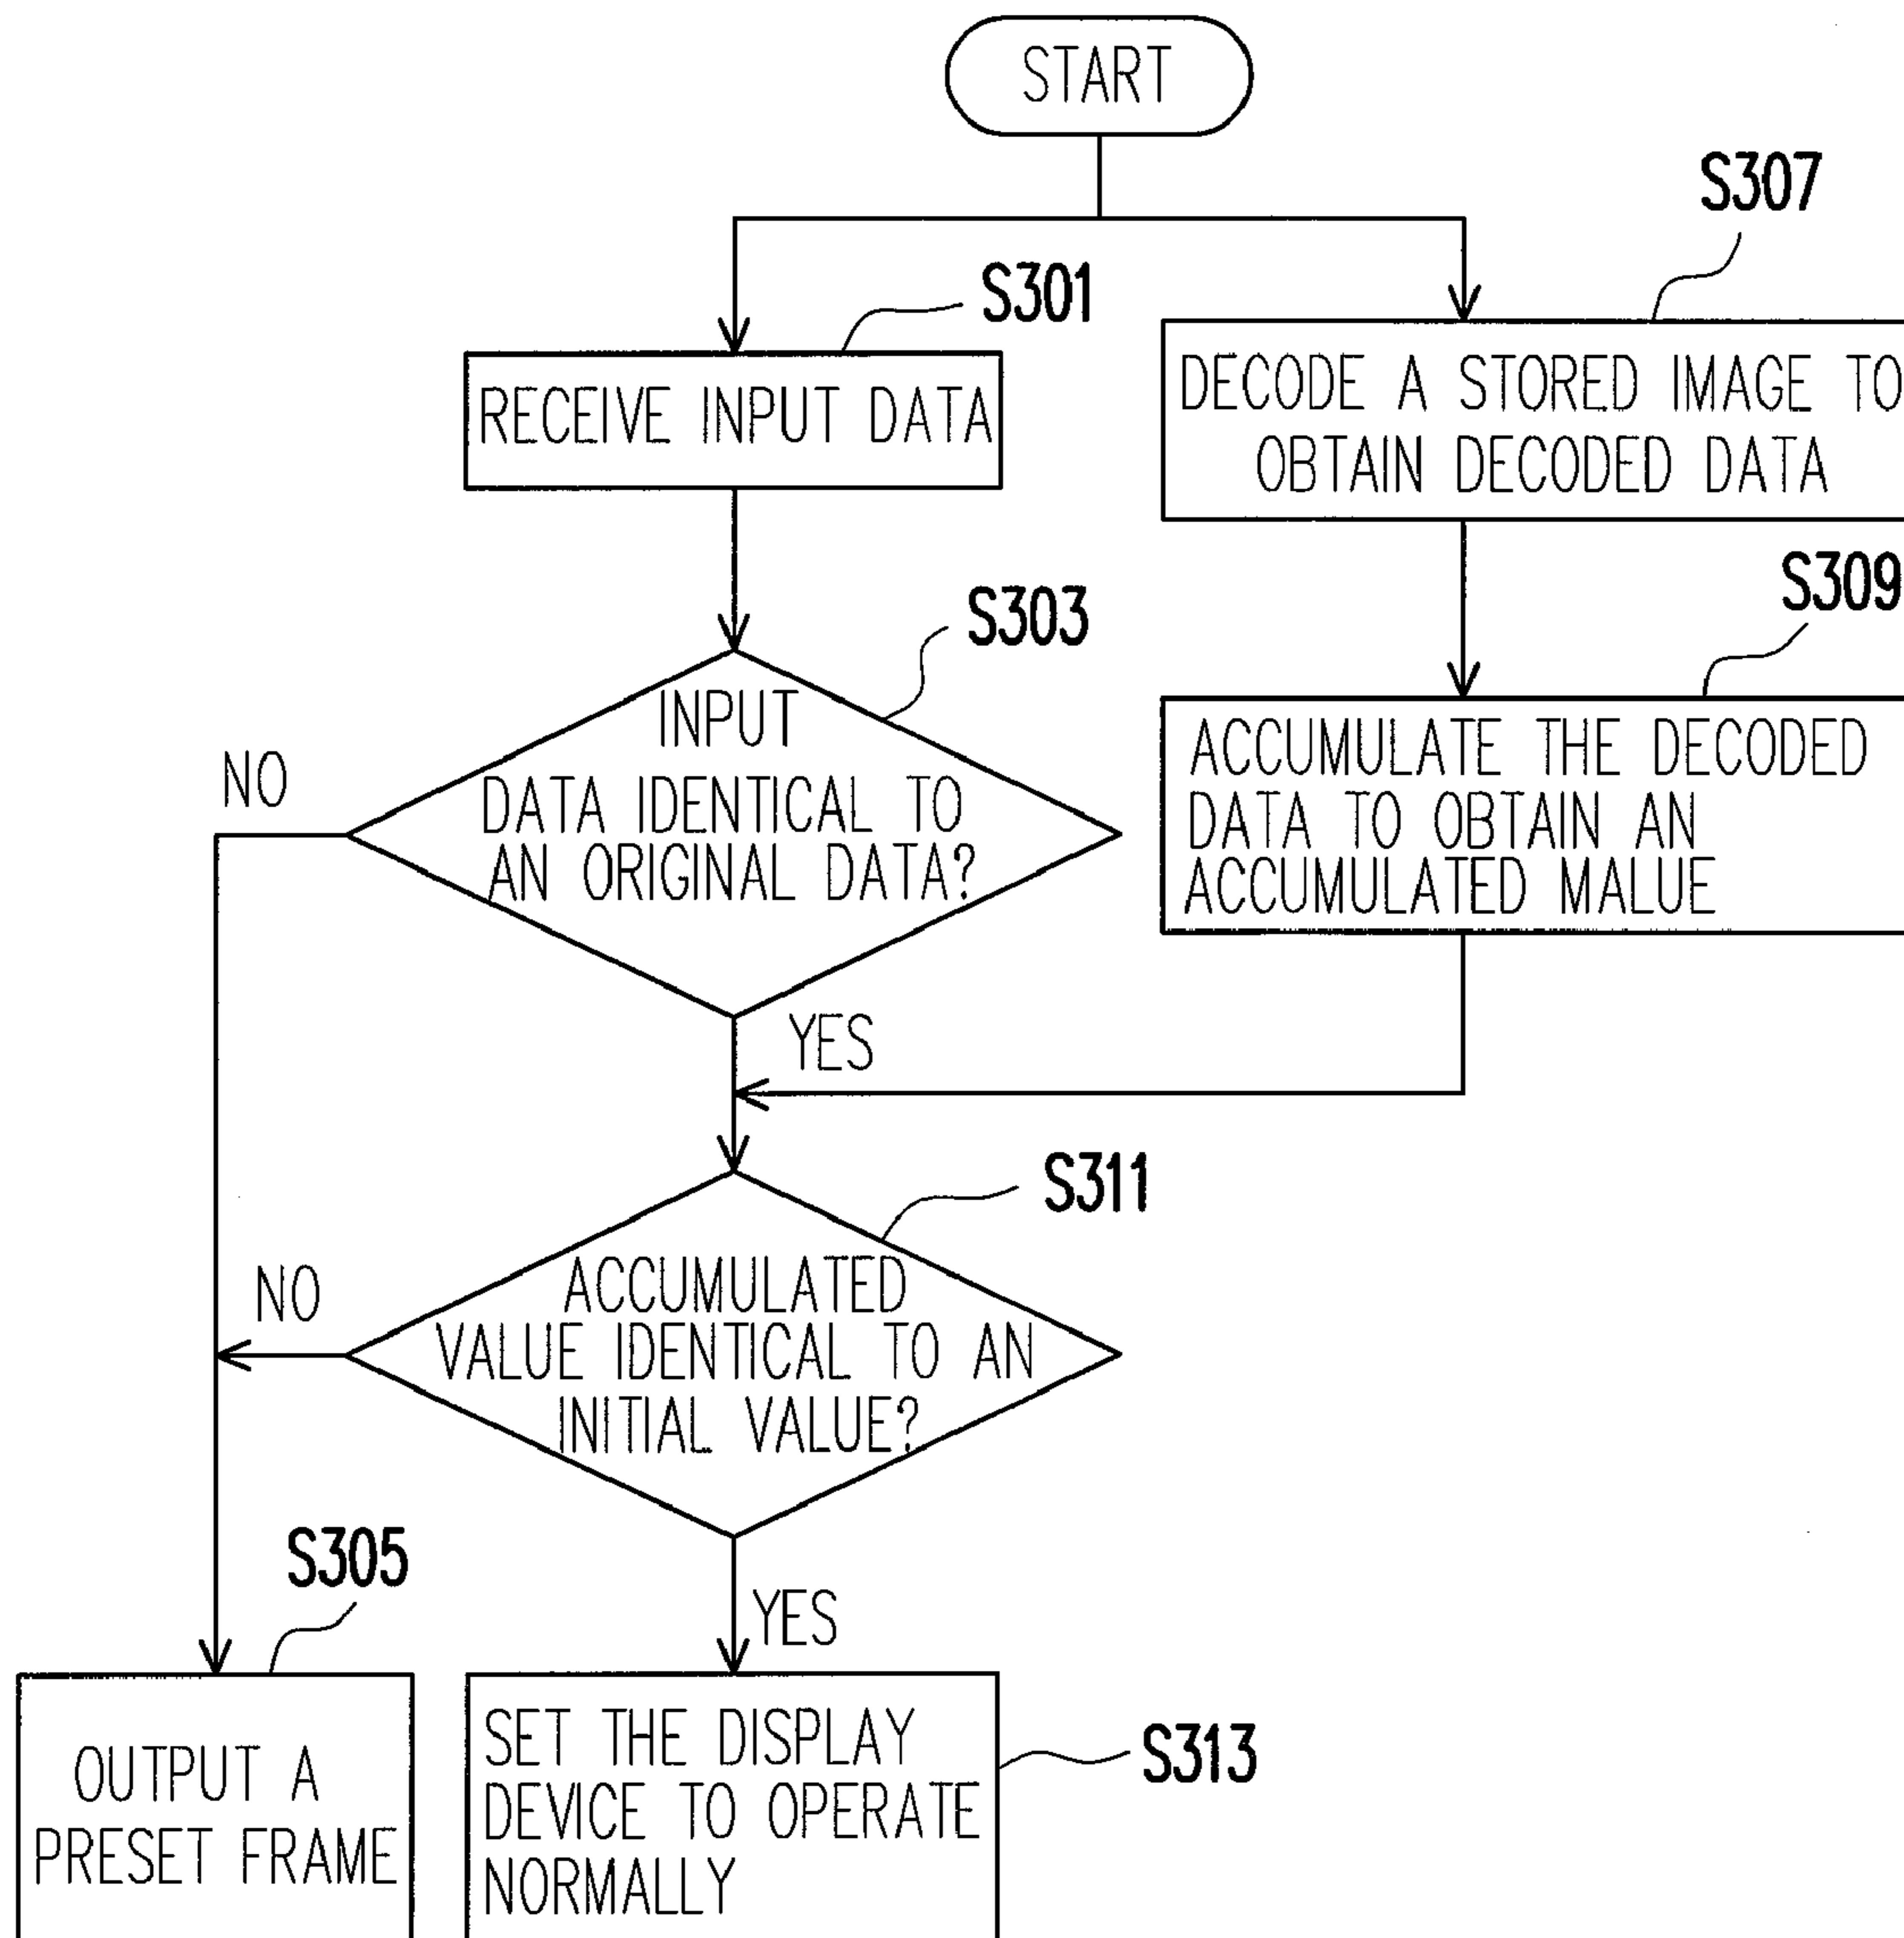 START
S307
S301
RECEIVE INPUT DATA
DECODE A STORED IMAGE TO
OBTAIN DECODED DATA
S309
S303
INPUT
DATA IDENTICAL TO
AN ORIGINAL DATA?
NO
ACCUMULATE THE DECODED
DATA TO OBTAIN AN
ACCUMULATED MALUE
YES
S311
ACCUMULATED
VALUE IDENTICAL TO AN
INITIAL VALUE?
NO
S305
YES
OUTPUT A
PRESET FRAME
SET THE DISPLAY
DEVICE TO OPERATE
NORMALLY
S313